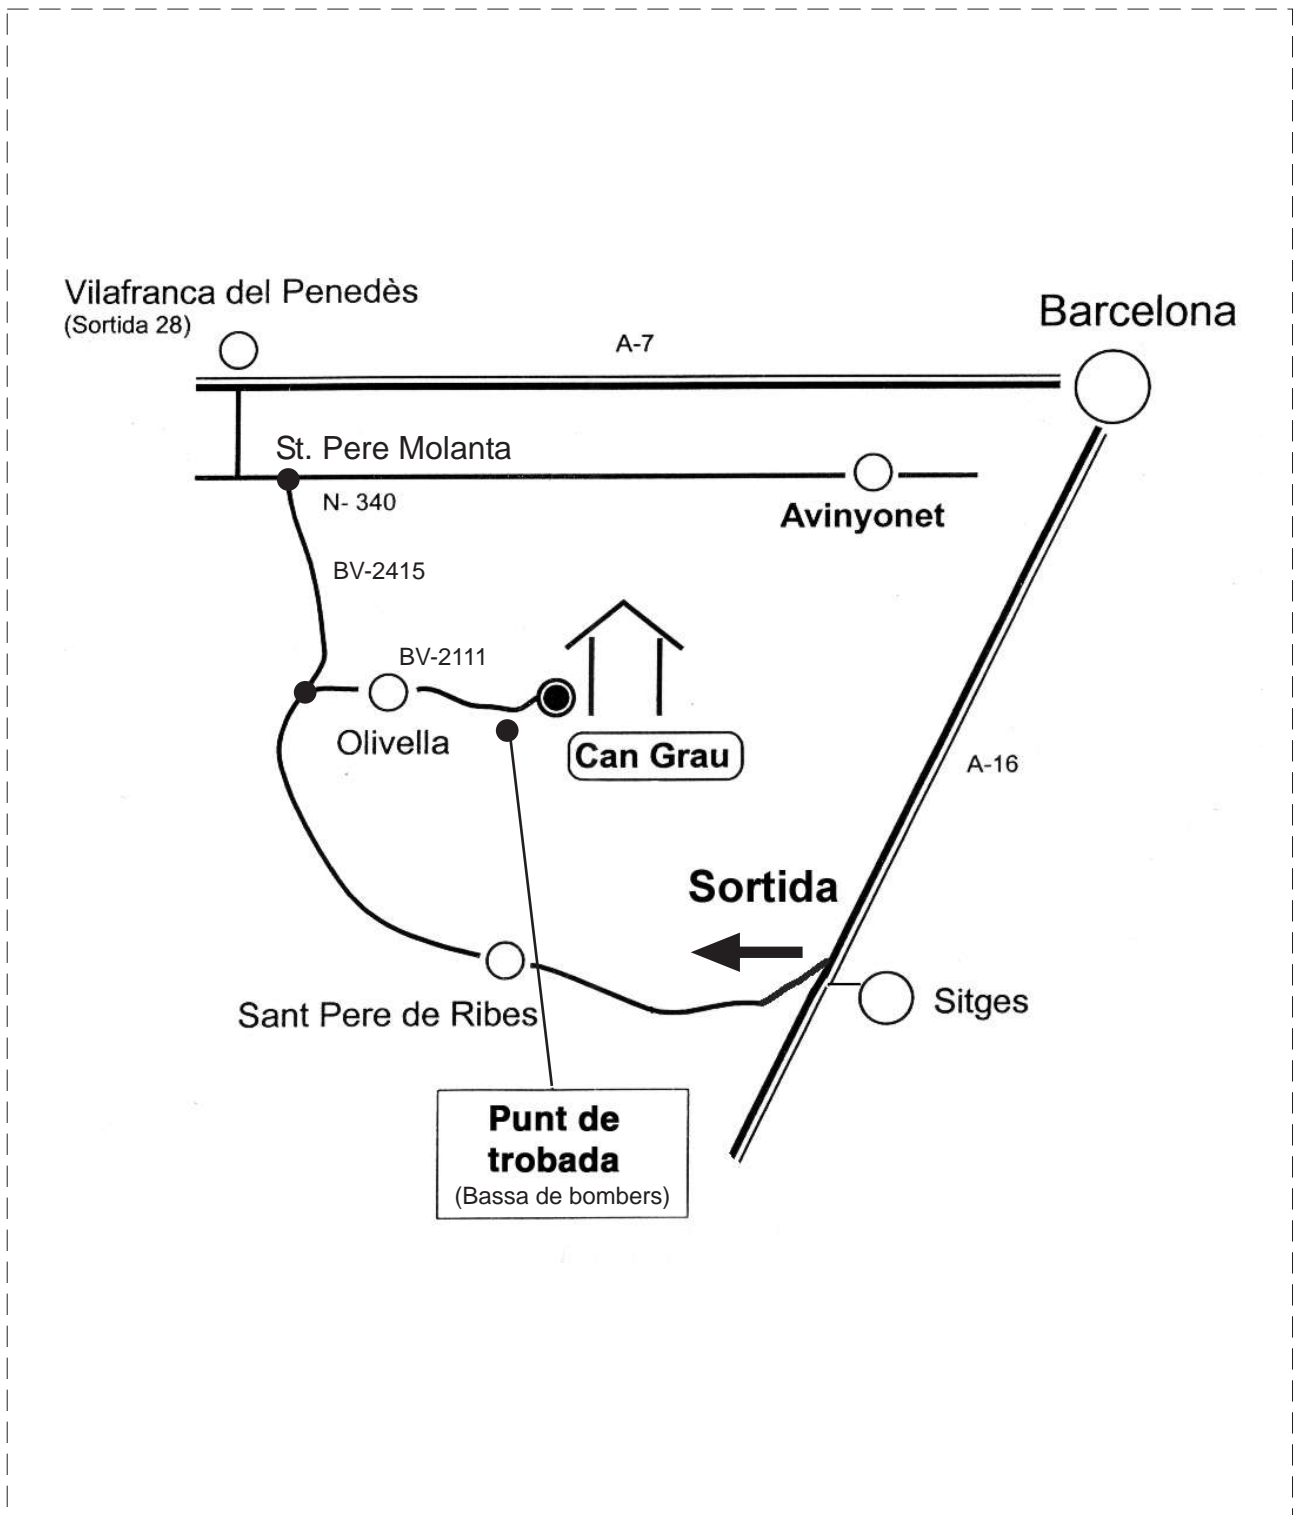 Vilafranca del Penedès
(Sortida 28)
Barcelona
A-7
St. Pere Molanta
N- 340
Avinyonet
BV-2415
BV-2111
Olivella
Can Grau
A-16
Sortida
Sant Pere de Ribes
Sitges
Punt de
trobada
(Bassa de bombers)